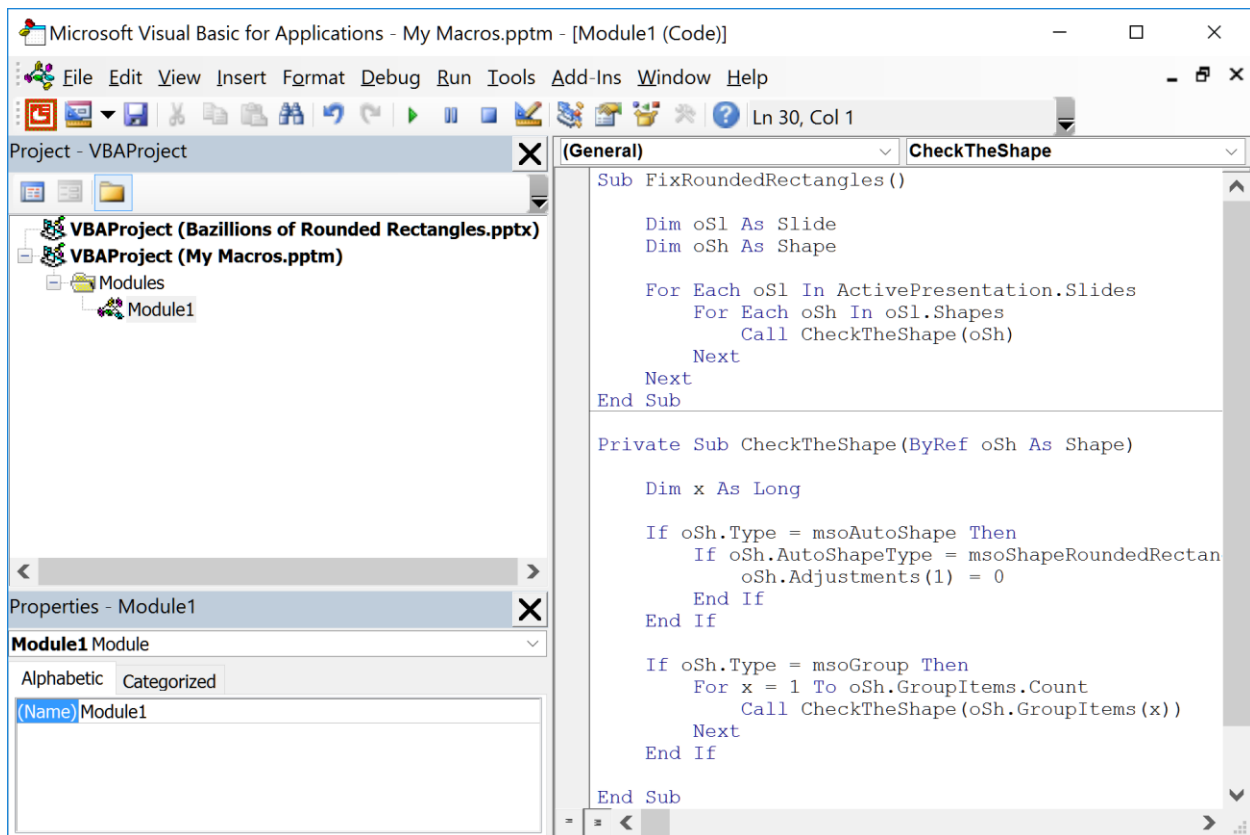 Microsoft Visual Basic for Applications - My Macros.pptm - [Module1 (Code)]
File Edit View Insert Format Debug Run Tools Add-Ins Window Help
Ln 30, Col 1
Project - VBAProject
VBAProject (Bazillions of Rounded Rectangles.pptx)
VBAProject (My Macros.pptm)
Modules
Module1
Properties - Module1
Module1 Module
Alphabetic Categorized
(Name) Module1
(General) CheckTheShape
Sub FixRoundedRectangles()
Dim oSl As Slide
Dim oSh As Shape
For Each oSl In ActivePresentation.Slides
For Each oSh In oSl.Shapes
Call CheckTheShape(oSh)
Next
Next
End Sub
Private Sub CheckTheShape(ByRef oSh As Shape)
Dim x As Long
If oSh.Type = msoAutoShape Then
If oSh.AutoShapeType = msoShapeRoundedRectan
oSh.Adjustments(1) = 0
End If
End If
If oSh.Type = msoGroup Then
For x = 1 To oSh.GroupItems.Count
Call CheckTheShape(oSh.GroupItems(x))
Next
End If
End Sub